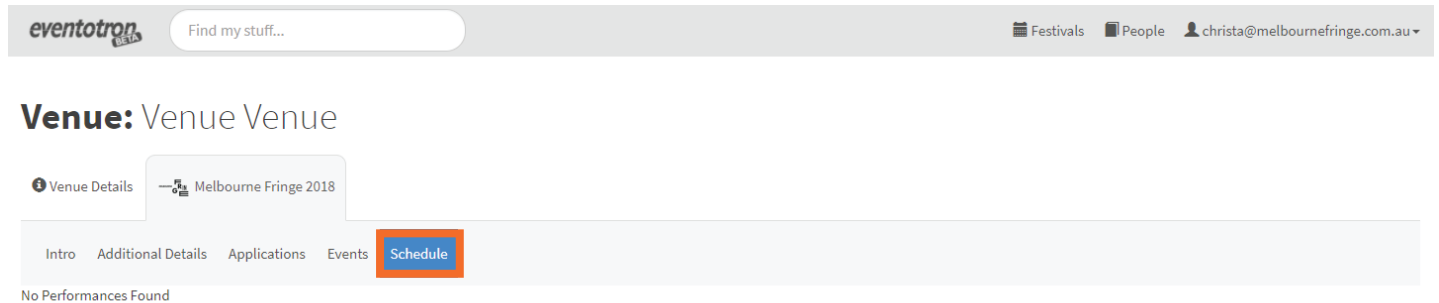 eventotron BETA Find my stuff... Festivals People christa@melbournefringe.com.au
Venue: Venue Venue
Venue Details FRINGE Melbourne Fringe 2018
Intro Additional Details Applications Events Schedule
No Performances Found